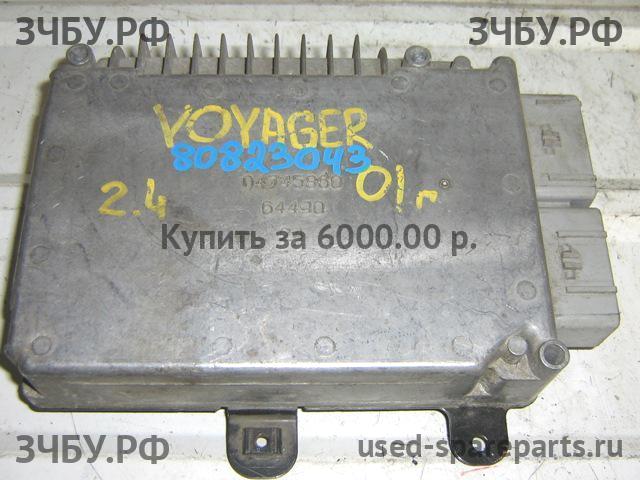 ЗЧБУ.РФ ЗЧБУ.РФ
VOYAGER
80823043
2.4 01г
64490
Купить за 6000.00 р.
ЗЧБУ.РФ
used-spareparts.ru